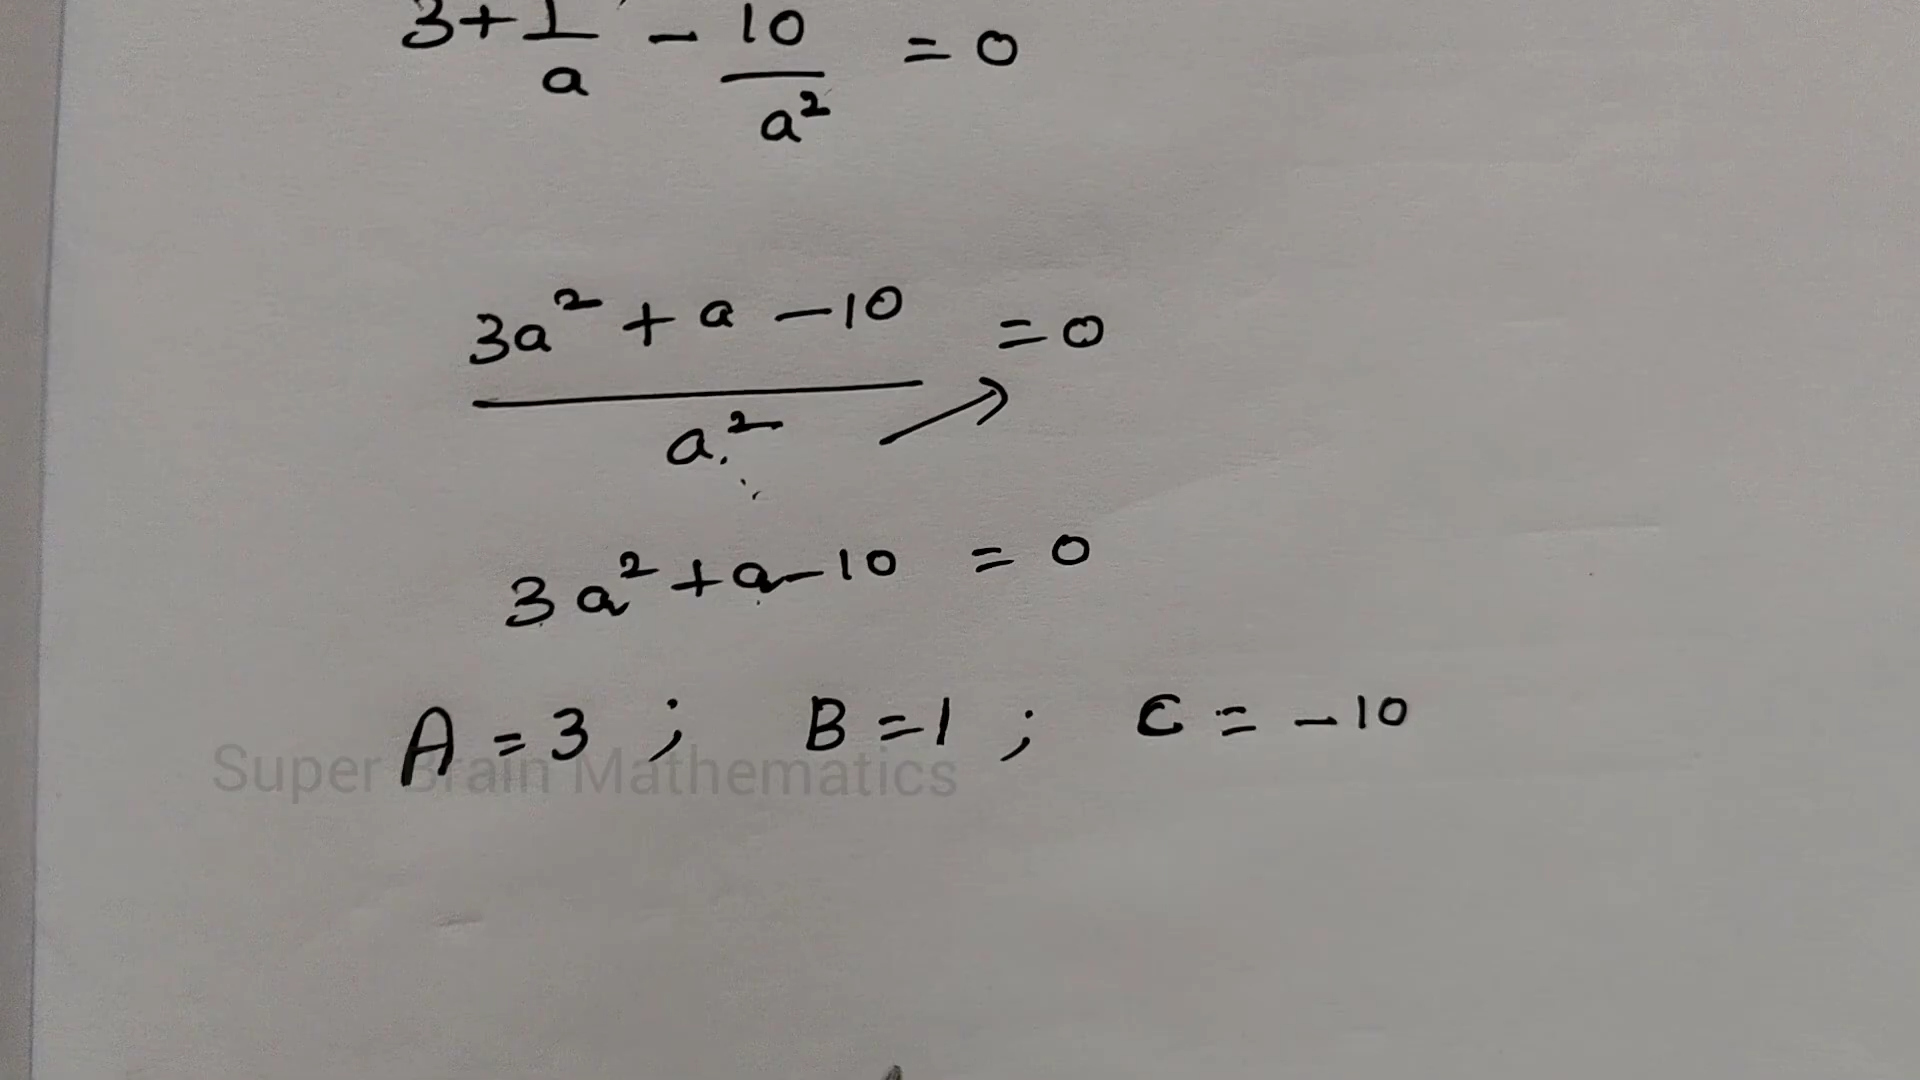 3 + 1/a - 10/a² = 0
3a² + a - 10 / a² = 0
3a² + a - 10 = 0
A = 3 ; B = 1 ; C = -10
Super Brain Mathematics